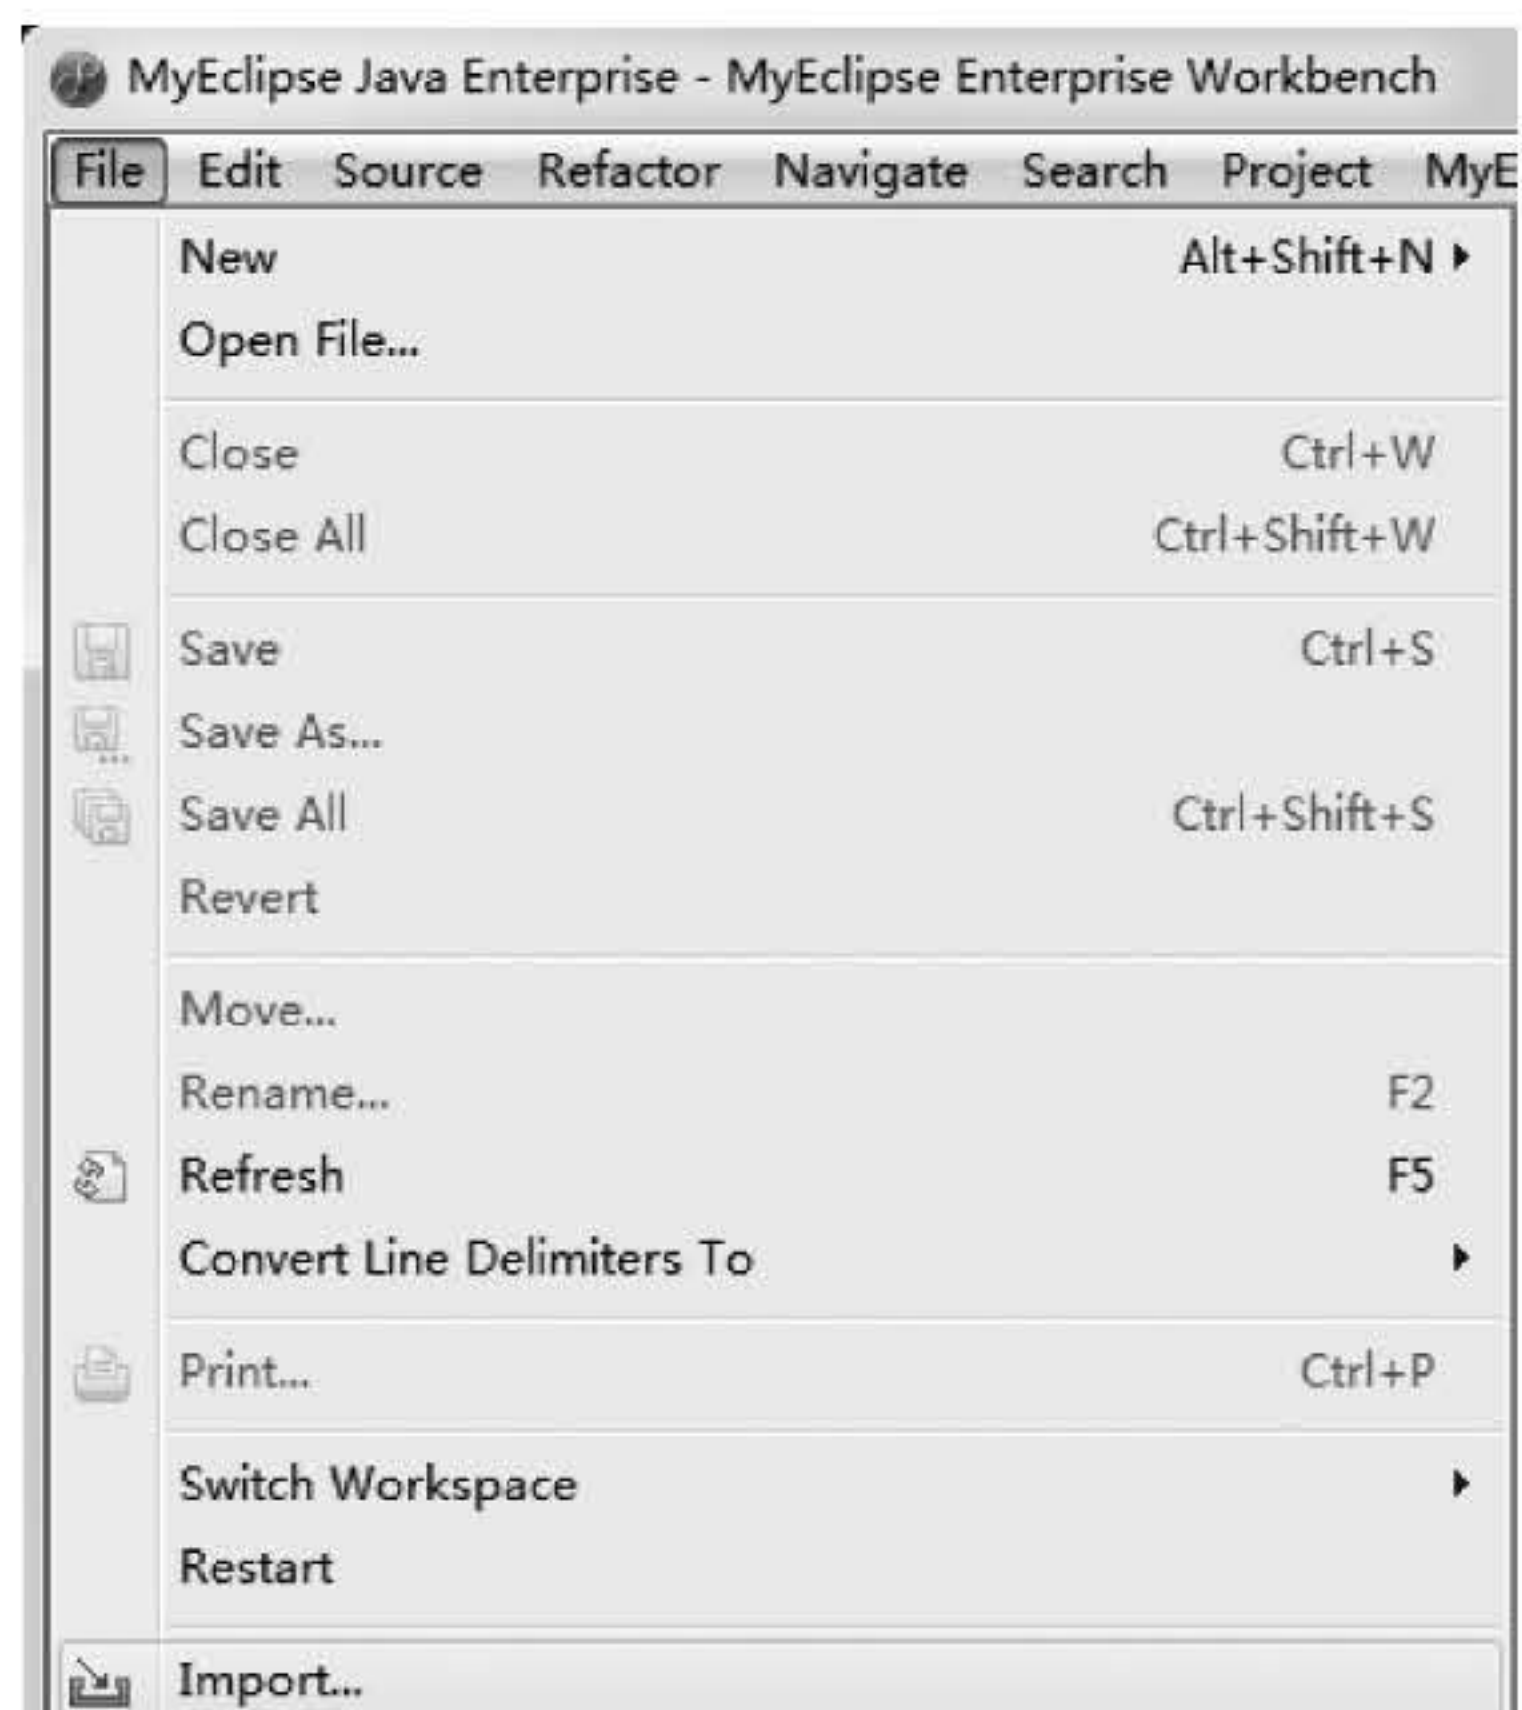 MyEclipse Java Enterprise - MyEclipse Enterprise Workbench
File Edit Source Refactor Navigate Search Project MyE
New Alt+Shift+N
Open File...
Close Ctrl+W
Close All Ctrl+Shift+W
Save Ctrl+S
Save As...
Save All Ctrl+Shift+S
Revert
Move...
Rename... F2
Refresh F5
Convert Line Delimiters To
Print... Ctrl+P
Switch Workspace
Restart
Import...